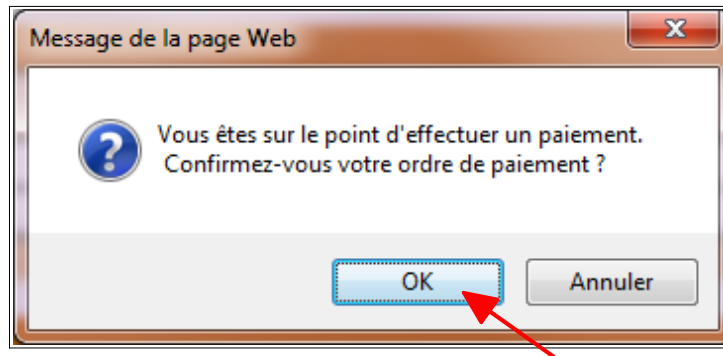 Message de la page Web
Vous êtes sur le point d'effectuer un paiement.
Confirmez-vous votre ordre de paiement ?
OK
Annuler